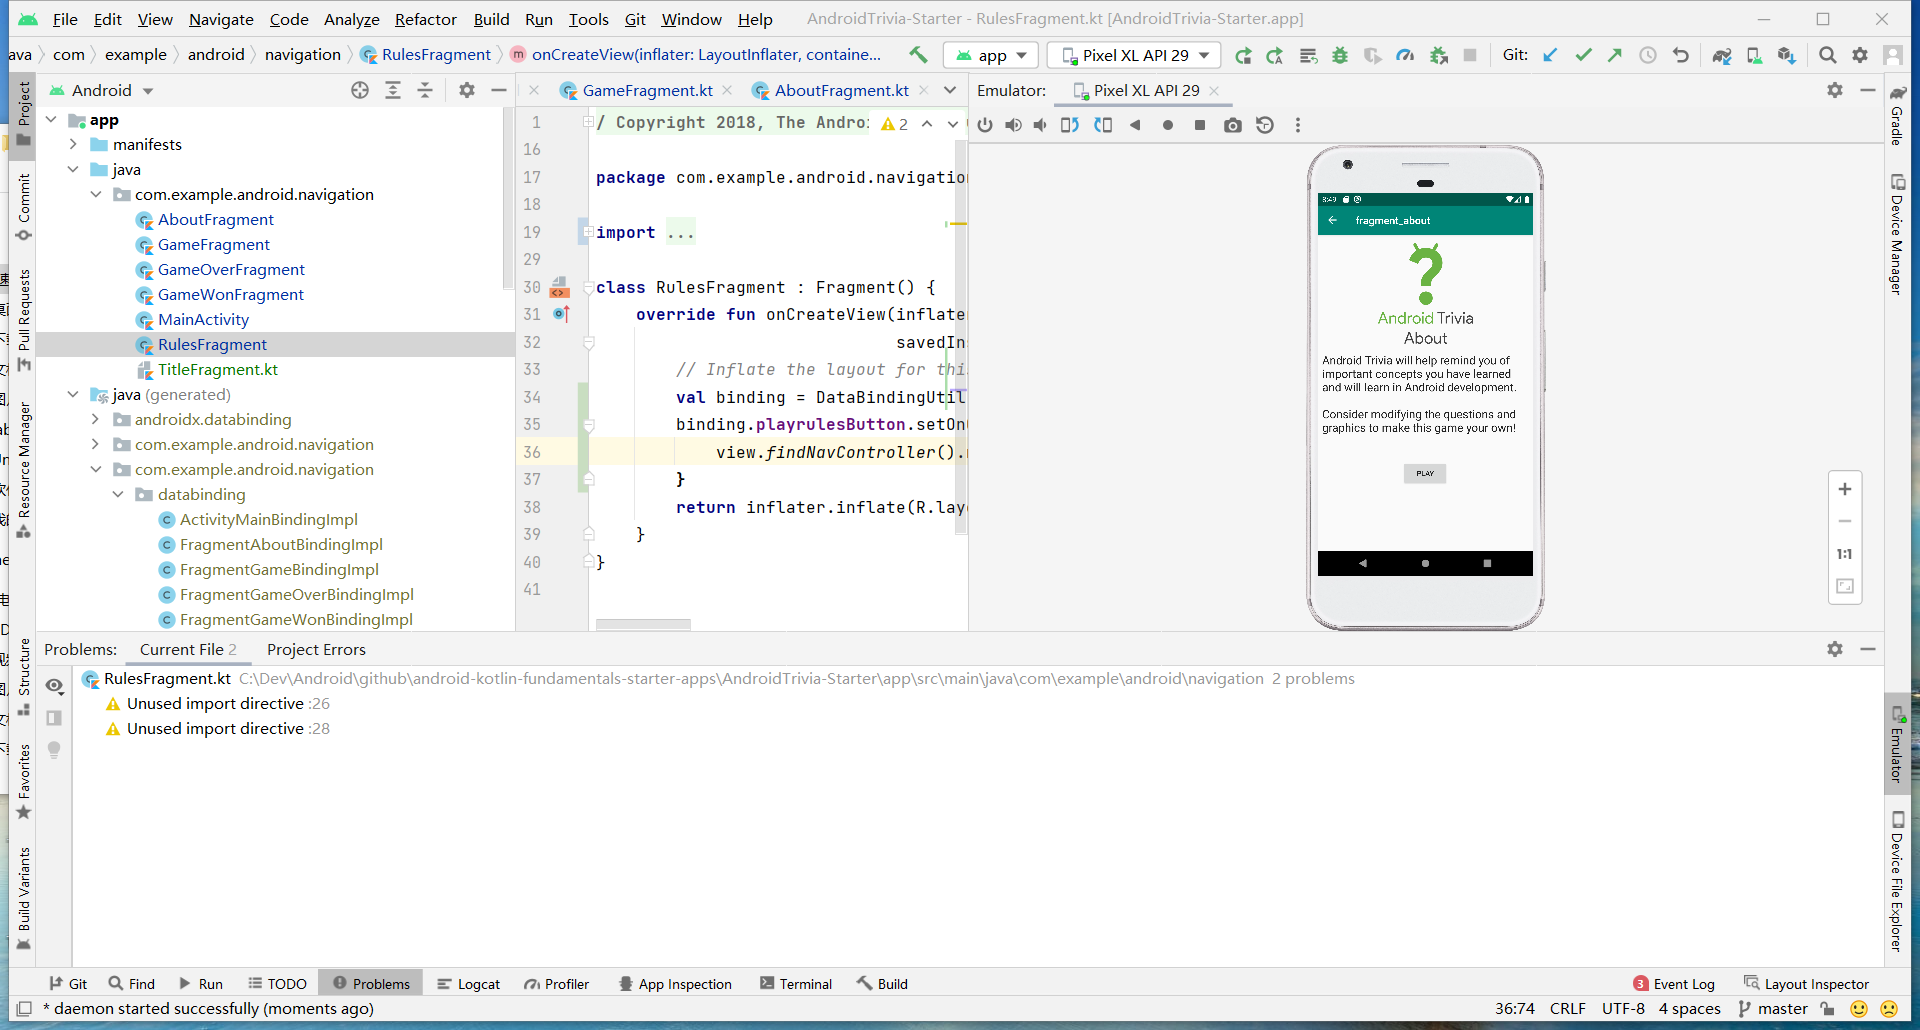 File Edit View Navigate Code Analyze Refactor Build Run Tools Git Window Help AndroidTrivia-Starter - RulesFragment.kt [AndroidTrivia-Starter.app]
ava com example android navigation RulesFragment m onCreateView(inflater: LayoutInflater, containe... app Pixel XL API 29 Git:
Android
GameFragment.kt AboutFragment.kt
Emulator: Pixel XL API 29
app
manifests
java
com.example.android.navigation
AboutFragment
GameFragment
GameOverFragment
GameWonFragment
MainActivity
RulesFragment
TitleFragment.kt
java (generated)
androidx.databinding
com.example.android.navigation
com.example.android.navigation
databinding
ActivityMainBindingImpl
FragmentAboutBindingImpl
FragmentGameBindingImpl
FragmentGameOverBindingImpl
FragmentGameWonBindingImpl
1 / Copyright 2018, The Andro 2
16
17 package com.example.android.navigatio
18
19 import ...
29
30 class RulesFragment : Fragment() {
31 override fun onCreateView(inflater
32 savedIn
33 // Inflate the layout for thi
34 val binding = DataBindingUtil
35 binding.playrulesButton.setOn
36 view.findNavController().
37 }
38 return inflater.inflate(R.lay
39 }
40 }
41
8:49
fragment_about
Android Trivia
About
Android Trivia will help remind you of
important concepts you have learned
and will learn in Android development.
Consider modifying the questions and
graphics to make this game your own!
PLAY
1:1
Project
Commit
Pull Requests
Resource Manager
Structure
Favorites
Build Variants
Gradle
Device Manager
Emulator
Device File Explorer
Problems: Current File 2 Project Errors
RulesFragment.kt C:\Dev\Android\github\android-kotlin-fundamentals-starter-apps\AndroidTrivia-Starter\app\src\main\java\com\example\android\navigation 2 problems
Unused import directive :26
Unused import directive :28
Git Find Run TODO Problems Logcat Profiler App Inspection Terminal Build 3 Event Log Layout Inspector
* daemon started successfully (moments ago) 36:74 CRLF UTF-8 4 spaces master